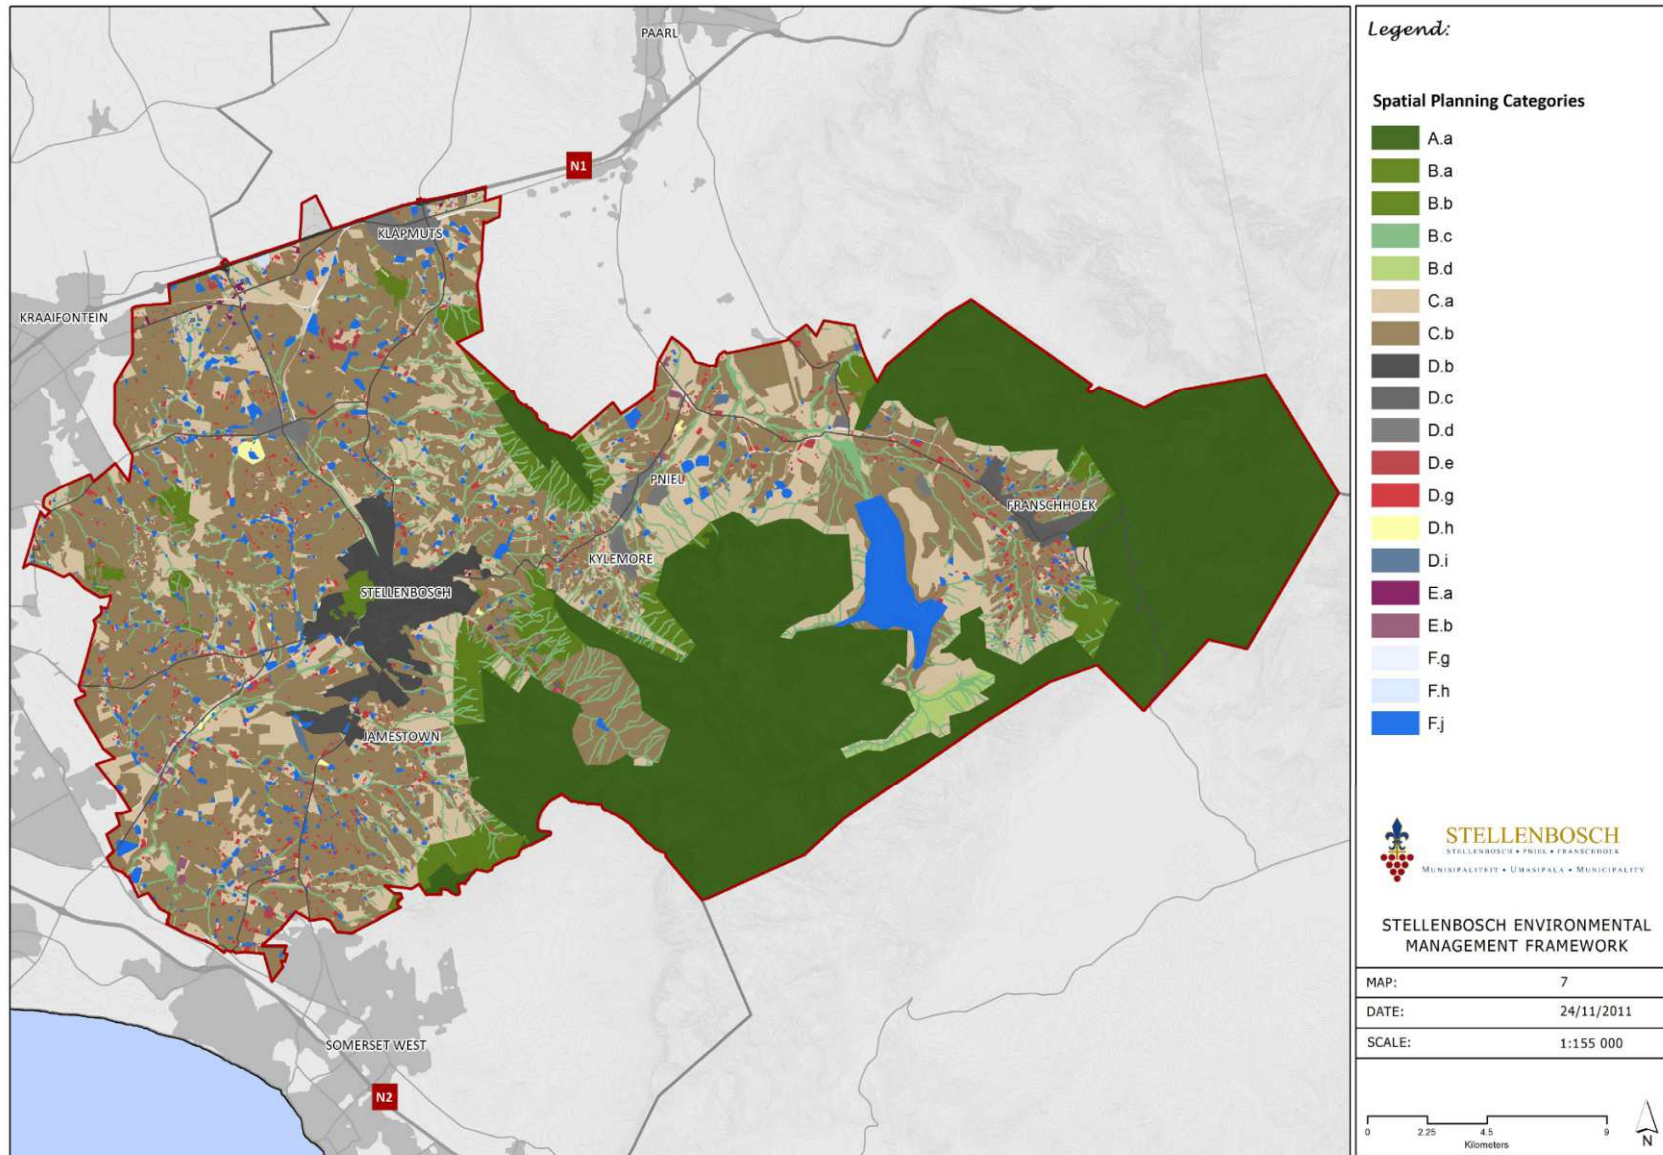 PAARL
N1
KLAPMUTS
KRAAIFONTEIN
PNIEL
FRANSCHHOEK
KYLEMORE
STELLENBOSCH
JAMESTOWN
SOMERSET WEST
N2
Legend:
Spatial Planning Categories
A.a
B.a
B.b
B.c
B.d
C.a
C.b
D.b
D.c
D.d
D.e
D.g
D.h
D.i
E.a
E.b
F.g
F.h
F.j
STELLENBOSCH
STELLENBOSCH • PNIEL • FRANSCHHOEK
MUNISIPALITEIT • UMASIPALA • MUNICIPALITY
STELLENBOSCH ENVIRONMENTAL
MANAGEMENT FRAMEWORK
MAP: 7
DATE: 24/11/2011
SCALE: 1:155 000
0 2.25 4.5 9
Kilometers
N